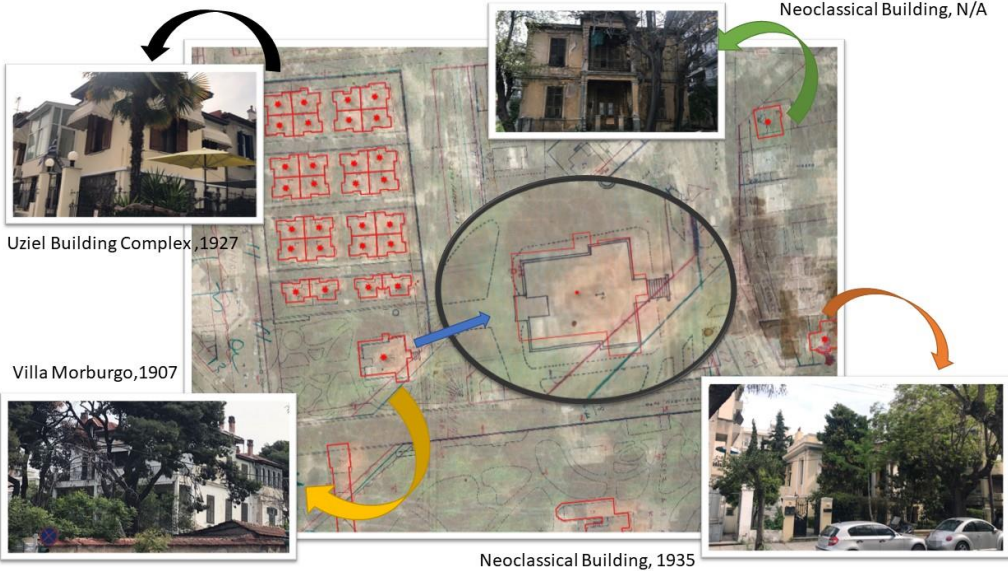 Neoclassical Building, N/A
Uziel Building Complex ,1927
Villa Morburgo,1907
Neoclassical Building, 1935